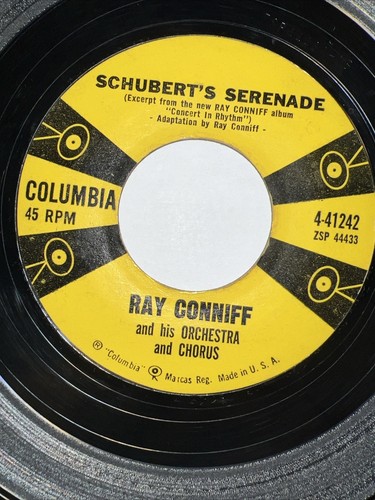 SCHUBERT'S SERENADE
(Excerpt from the new RAY CONNIFF album
"Concert In Rhythm")
- Adaptation by Ray Conniff -
COLUMBIA
45 RPM
4-41242
ZSP 44433
RAY CONNIFF
and his ORCHESTRA
and CHORUS
® "Columbia" Marcas Reg. Made in U. S. A.